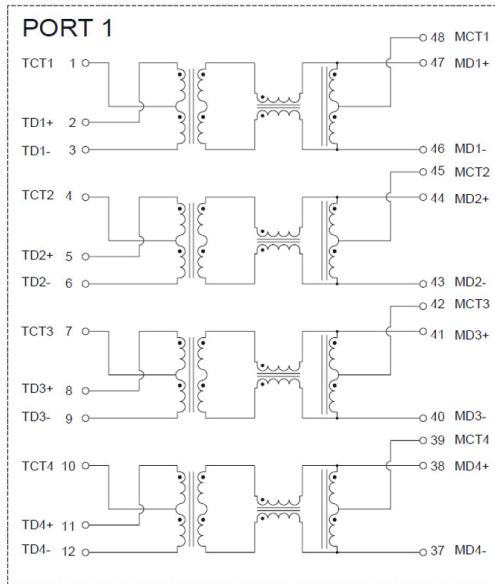 PORT 1
48 MCT1
TCT1 1
47 MD1+
TD1+ 2
TD1- 3
46 MD1-
45 MCT2
TCT2 4
44 MD2+
TD2+ 5
TD2- 6
43 MD2-
42 MCT3
TCT3 7
41 MD3+
TD3+ 8
TD3- 9
40 MD3-
39 MCT4
TCT4 10
38 MD4+
TD4+ 11
TD4- 12
37 MD4-